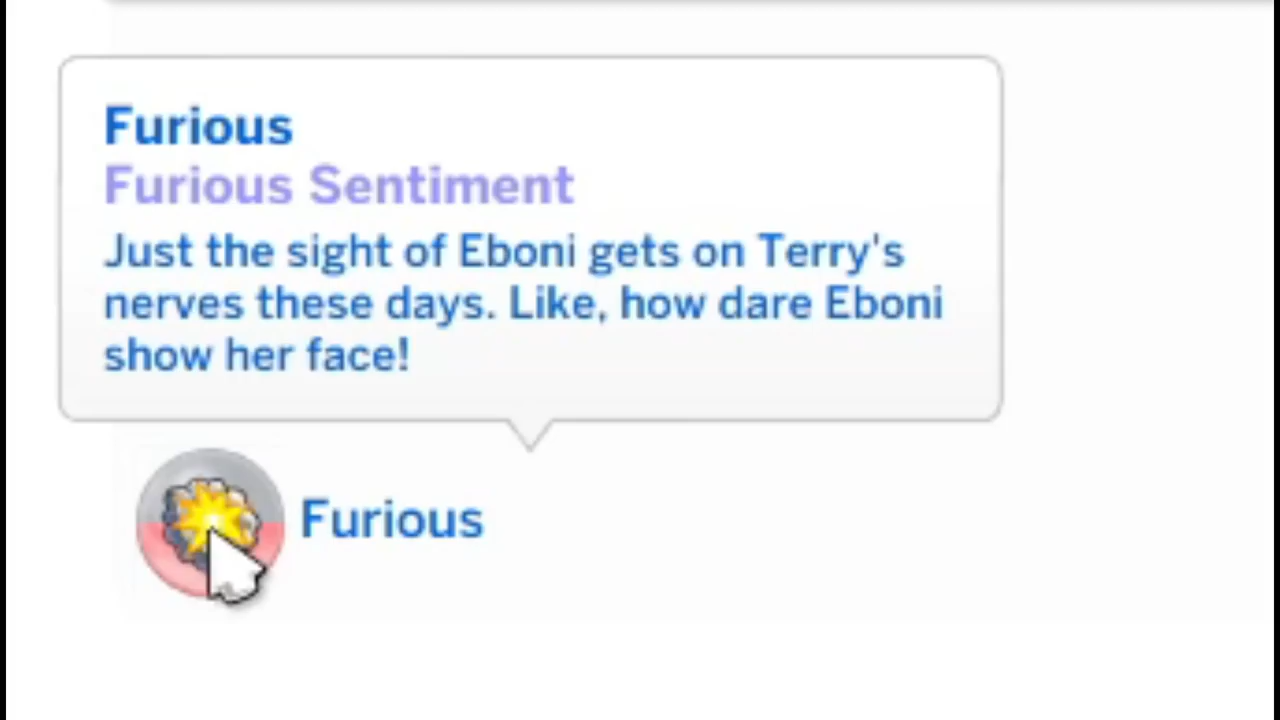 Furious
Furious Sentiment
Just the sight of Eboni gets on Terry's
nerves these days. Like, how dare Eboni
show her face!
Furious